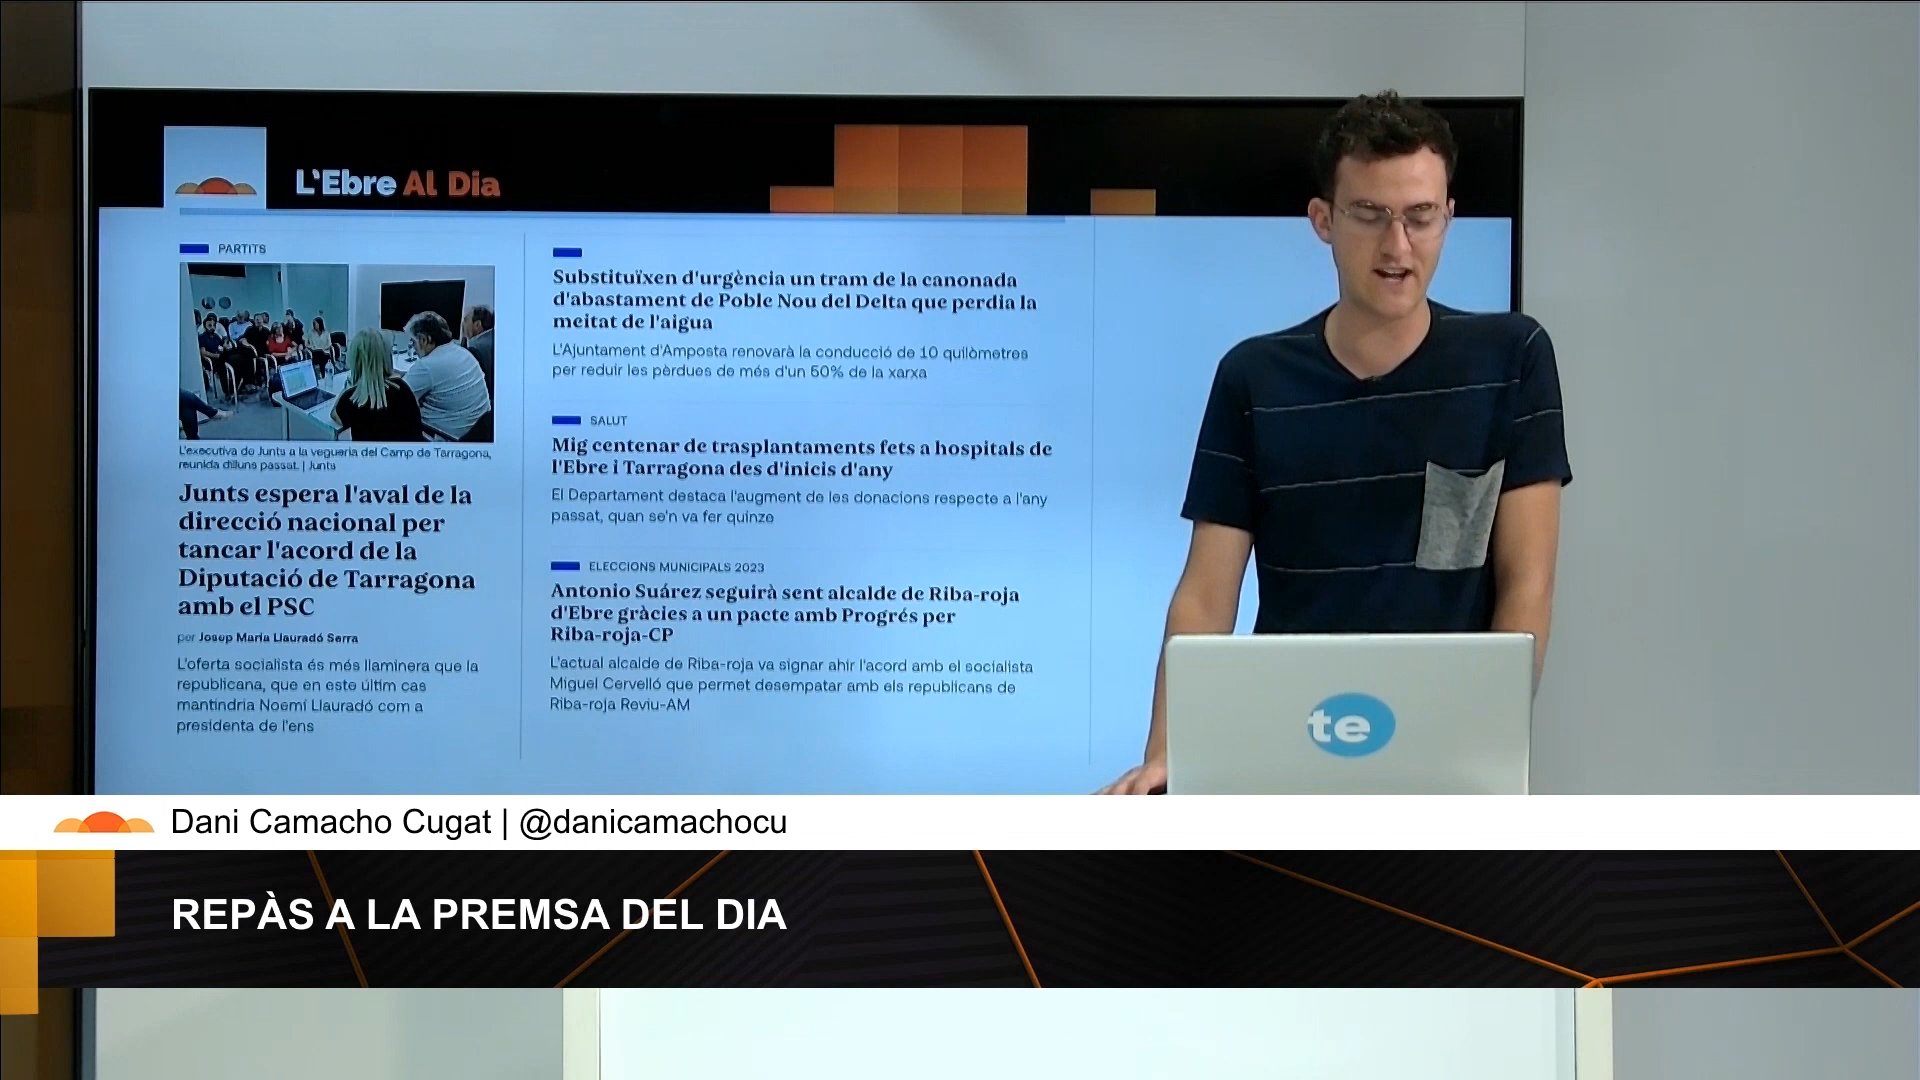 L'Ebre Al Dia
PARTITS
L'executiva de Junts a la vegueria del Camp de Tarragona,
reunida dilluns passat. | Junts
Junts espera l'aval de la
direcció nacional per
tancar l'acord de la
Diputació de Tarragona
amb el PSC
per Josep Maria Llauradó Serra
L'oferta socialista és més llaminera que la
republicana, que en este últim cas
mantindria Noemí Llauradó com a
presidenta de l'ens
Substituïxen d'urgència un tram de la canonada
d'abastament de Poble Nou del Delta que perdia la
meitat de l'aigua
L'Ajuntament d'Amposta renovarà la conducció de 10 quilòmetres
per reduir les pèrdues de més d'un 50% de la xarxa
SALUT
Mig centenar de trasplantaments fets a hospitals de
l'Ebre i Tarragona des d'inicis d'any
El Departament destaca l'augment de les donacions respecte a l'any
passat, quan se'n va fer quinze
ELECCIONS MUNICIPALS 2023
Antonio Suárez seguirà sent alcalde de Riba-roja
d'Ebre gràcies a un pacte amb Progrés per
Riba-roja-CP
L'actual alcalde de Riba-roja va signar ahir l'acord amb el socialista
Miguel Cervelló que permet desempatar amb els republicans de
Riba-roja Reviu-AM
te
Dani Camacho Cugat | @danicamachocu
REPÀS A LA PREMSA DEL DIA